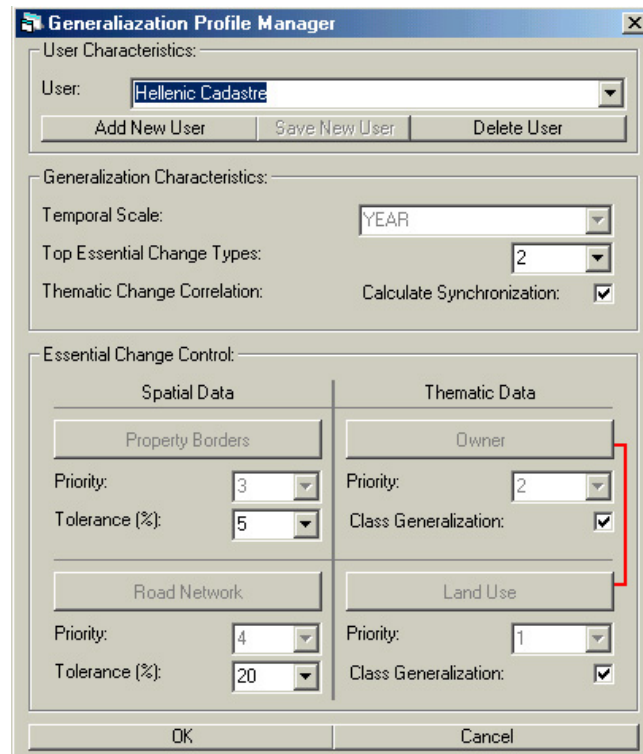 Generaliazation Profile Manager
User Characteristics:
User: Hellenic Cadastre
Add New User Save New User Delete User
Generalization Characteristics:
Temporal Scale: YEAR
Top Essential Change Types: 2
Thematic Change Correlation: Calculate Synchronization:
Essential Change Control:
Spatial Data Thematic Data
Property Borders Owner
Priority: 3 Priority: 2
Tolerance (%): 5 Class Generalization:
Road Network Land Use
Priority: 4 Priority: 1
Tolerance (%): 20 Class Generalization:
OK Cancel